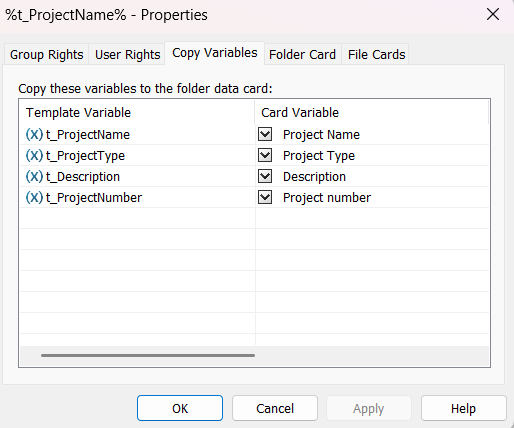 %t_ProjectName% - Properties
Group Rights User Rights Copy Variables Folder Card File Cards
Copy these variables to the folder data card:
Template Variable Card Variable
(x) t_ProjectName Project Name
(x) t_ProjectType Project Type
(x) t_Description Description
(x) t_ProjectNumber Project number
OK Cancel Apply Help